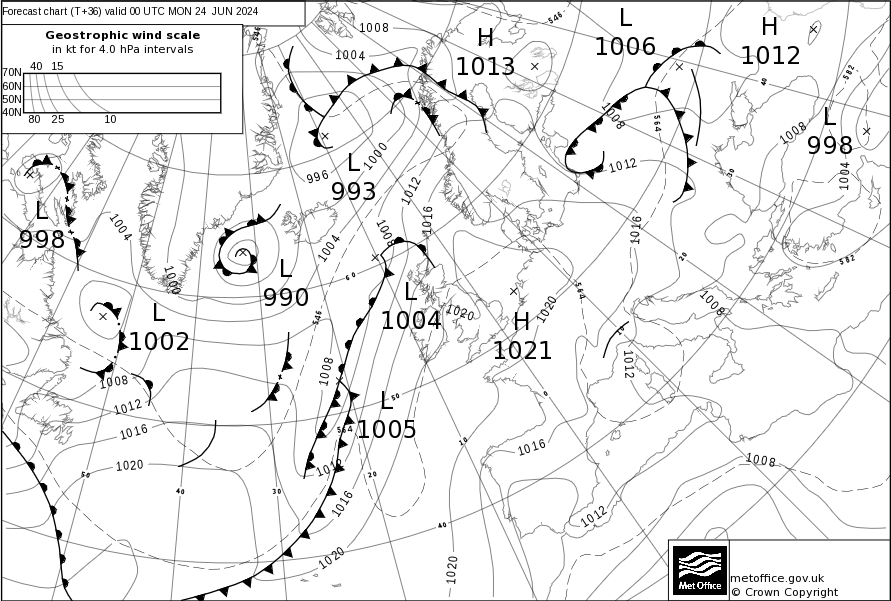 Forecast chart (T+36) valid 00 UTC MON 24 JUN 2024
Geostrophic wind scale
in kt for 4.0 hPa intervals
40 15
70N
60N
50N
40N
80 25 10
546
1008
1004
H
1013
546
L
1006
H
1012
582
40
L
998
1008
1008
564
1012
1004
30
L
993
1000
996
1012
1016
1016
L
998
1004
1004
1008
582
20
1000
L
990
60
564
L
1002
546
L
1004
1020
1020
H
1021
1008
10
1012
1008
1008
1012
1016
1020
50
0
L
1005
564
10
1016
1008
1012
20
50
40
30
1016
40
1012
1020
1020
Met Office
metoffice.gov.uk
© Crown Copyright